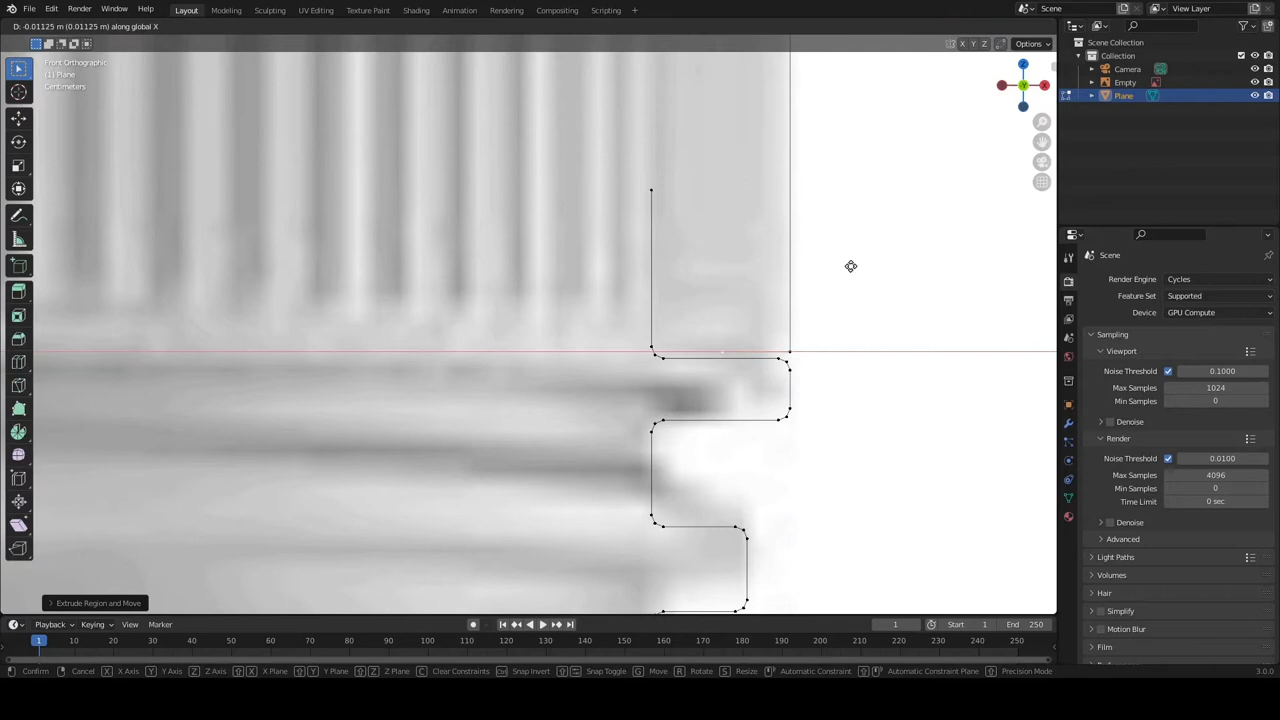 File Edit Render Window Help Layout Modeling Sculpting UV Editing Texture Paint Shading Animation Rendering Compositing Scripting + Scene View Layer
D: -0.01125 m (0.01125 m) along global X
X Y Z Options
Front Orthographic
(1) Plane
Centimeters
Scene Collection
Collection
Camera
Empty
Plane
Scene
Render Engine Cycles
Feature Set Supported
Device GPU Compute
Sampling
Viewport
Noise Threshold 0.1000
Max Samples 1024
Min Samples 0
Denoise
Render
Noise Threshold 0.0100
Max Samples 4096
Min Samples 0
Time Limit 0 sec
Denoise
Advanced
Light Paths
Volumes
Hair
Simplify
Motion Blur
Film
Extrude Region and Move
Playback Keying View Marker 1 Start 1 End 250
1 10 20 30 40 50 60 70 80 90 100 110 120 130 140 150 160 170 180 190 200 210 220 230 240 250
Confirm Cancel X X Axis Y Y Axis Z Z Axis X X Plane Y Y Plane Z Z Plane C Clear Constraints Snap Invert Snap Toggle G Move R Rotate S Resize Automatic Constraint Automatic Constraint Plane Precision Mode 3.0.0